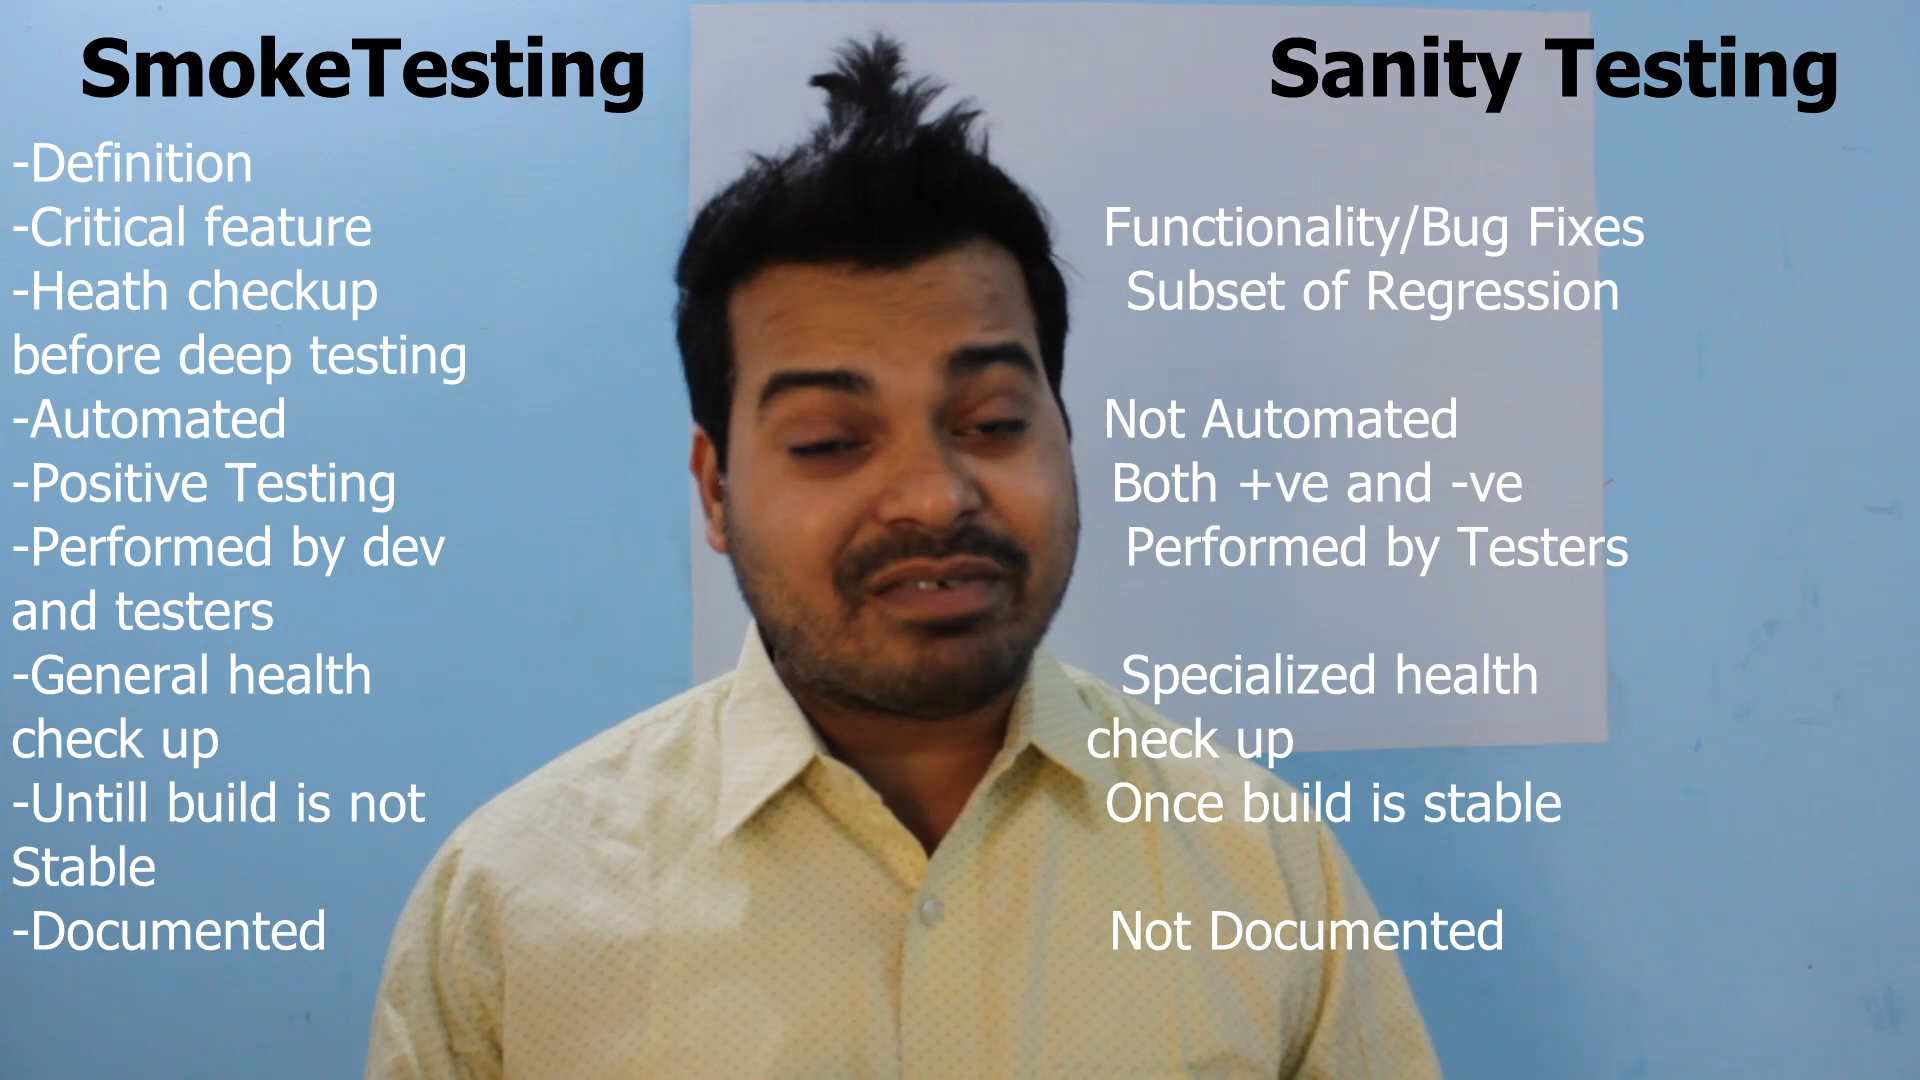 SmokeTesting
-Definition
-Critical feature
-Heath checkup
before deep testing
-Automated
-Positive Testing
-Performed by dev
and testers
-General health
check up
-Untill build is not
Stable
-Documented
Sanity Testing
Functionality/Bug Fixes
Subset of Regression
Not Automated
Both +ve and -ve
Performed by Testers
Specialized health
check up
Once build is stable
Not Documented